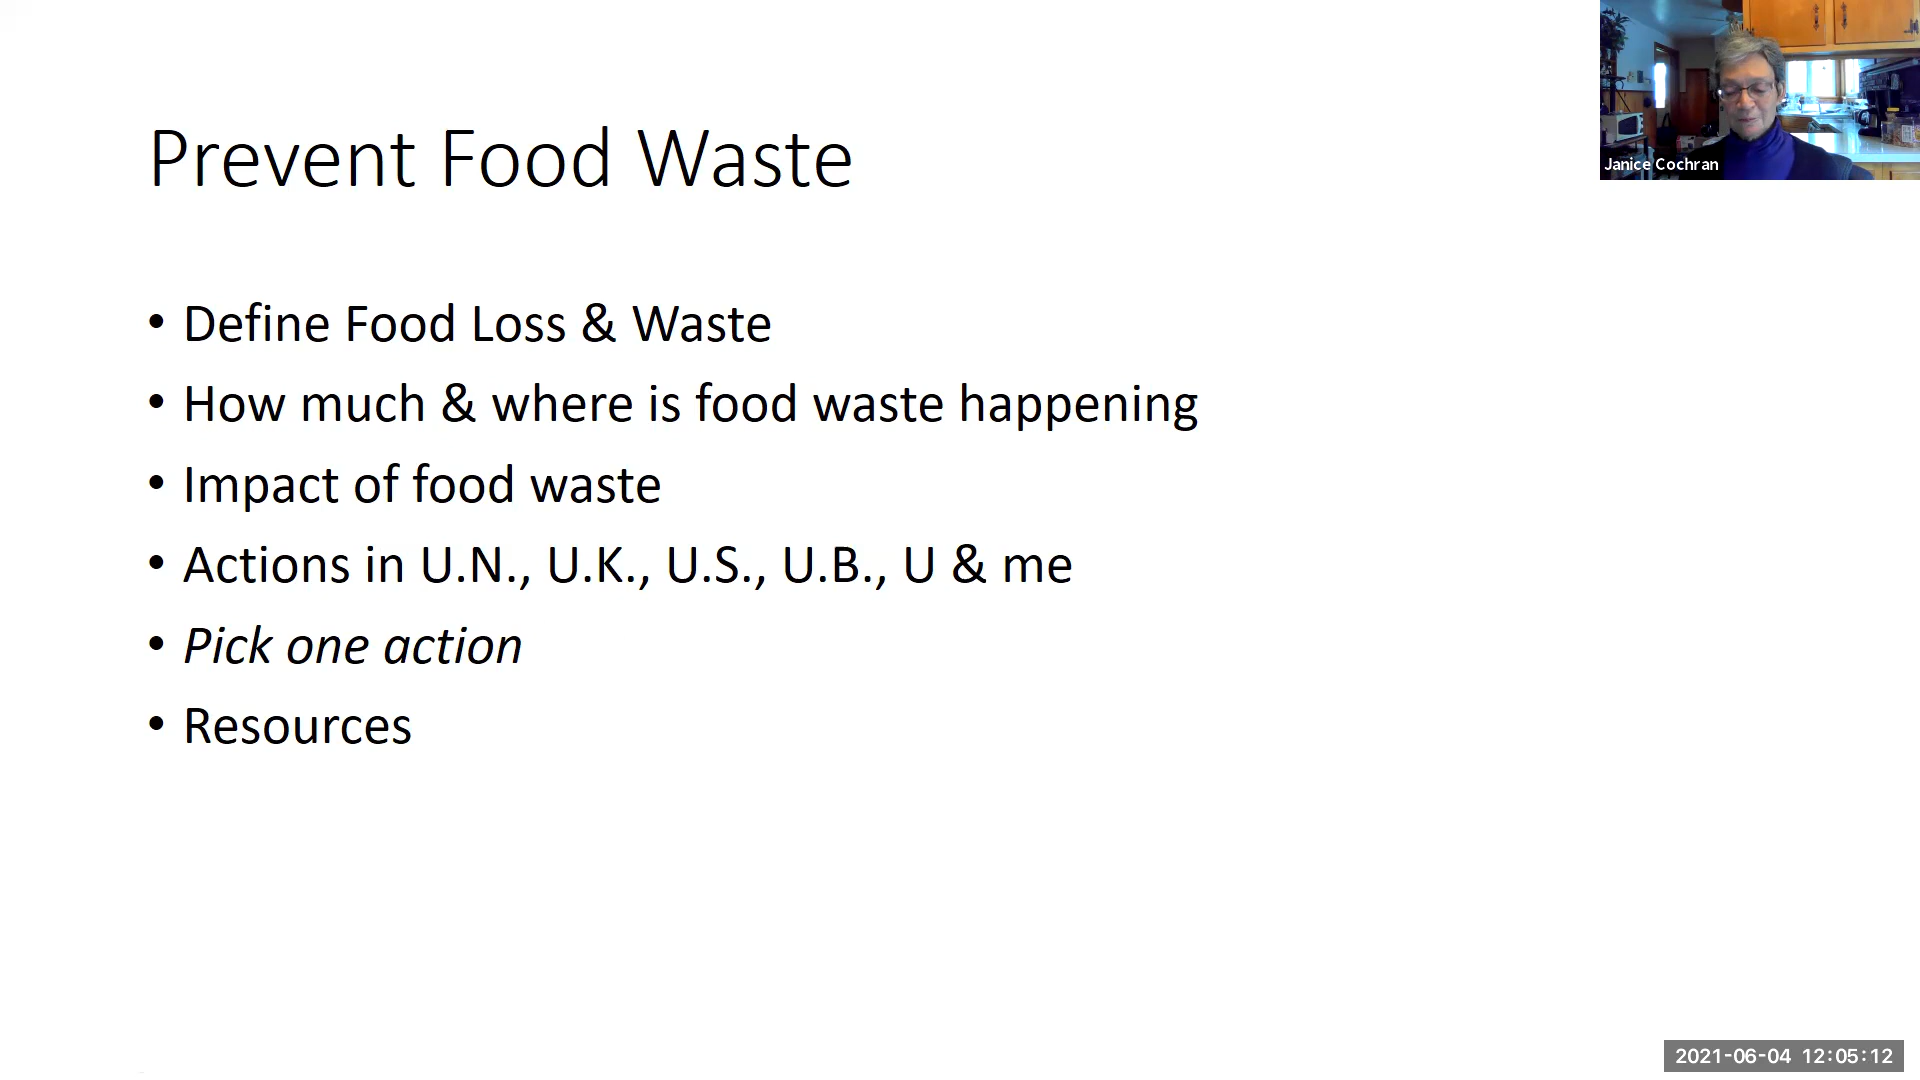 Prevent Food Waste
Janice Cochran
• Define Food Loss & Waste
• How much & where is food waste happening
• Impact of food waste
• Actions in U.N., U.K., U.S., U.B., U & me
• Pick one action
• Resources
2021-06-04 12:05:12